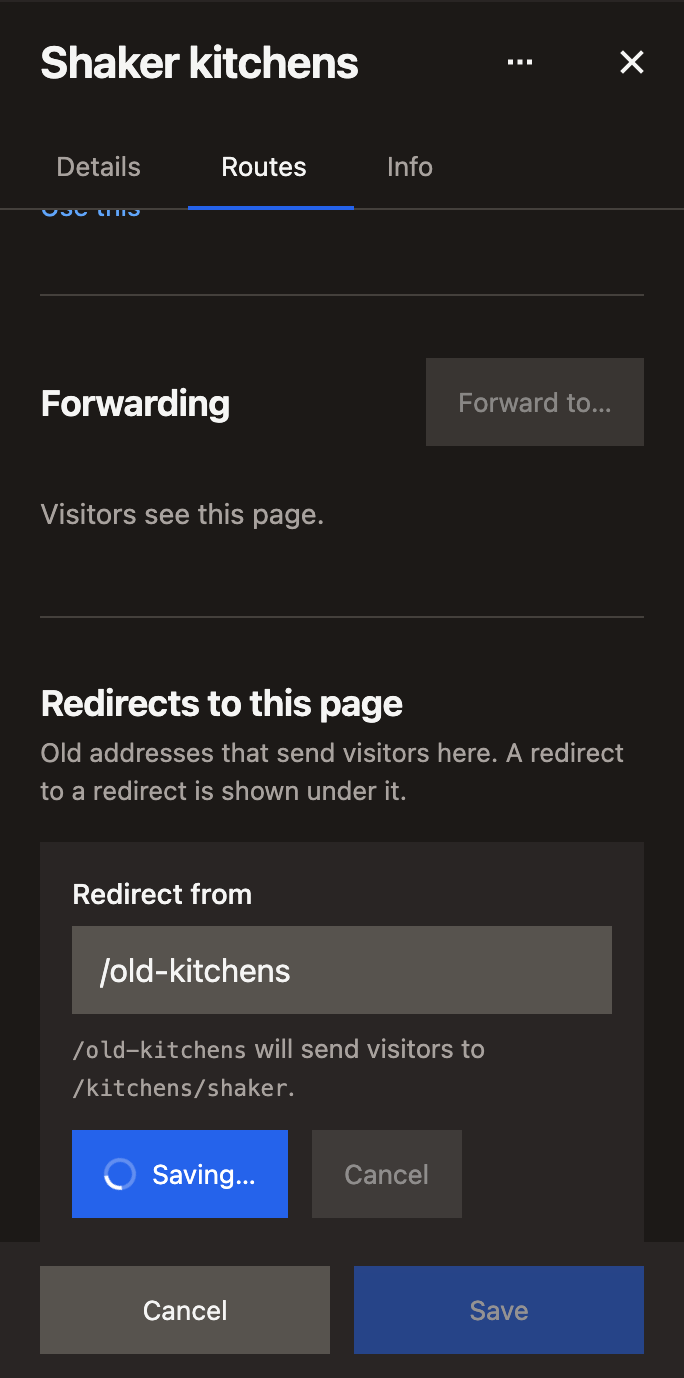 Shaker kitchens
Details Routes Info
Use this
Forwarding
Forward to...
Visitors see this page.
Redirects to this page
Old addresses that send visitors here. A redirect
to a redirect is shown under it.
Redirect from
/old-kitchens
/old-kitchens will send visitors to
/kitchens/shaker.
Saving... Cancel
Cancel Save